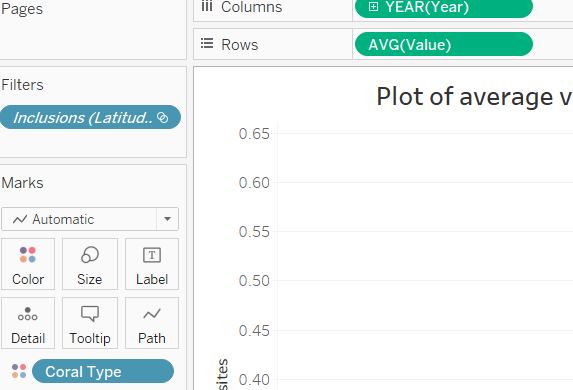 Pages
Columns
YEAR(Year)
Rows
AVG(Value)
Filters
Inclusions (Latitud..
Marks
Automatic
Color
Size
Label
Detail
Tooltip
Path
Coral Type
Plot of average v
0.65
0.60
0.55
0.50
0.45
0.40
sites